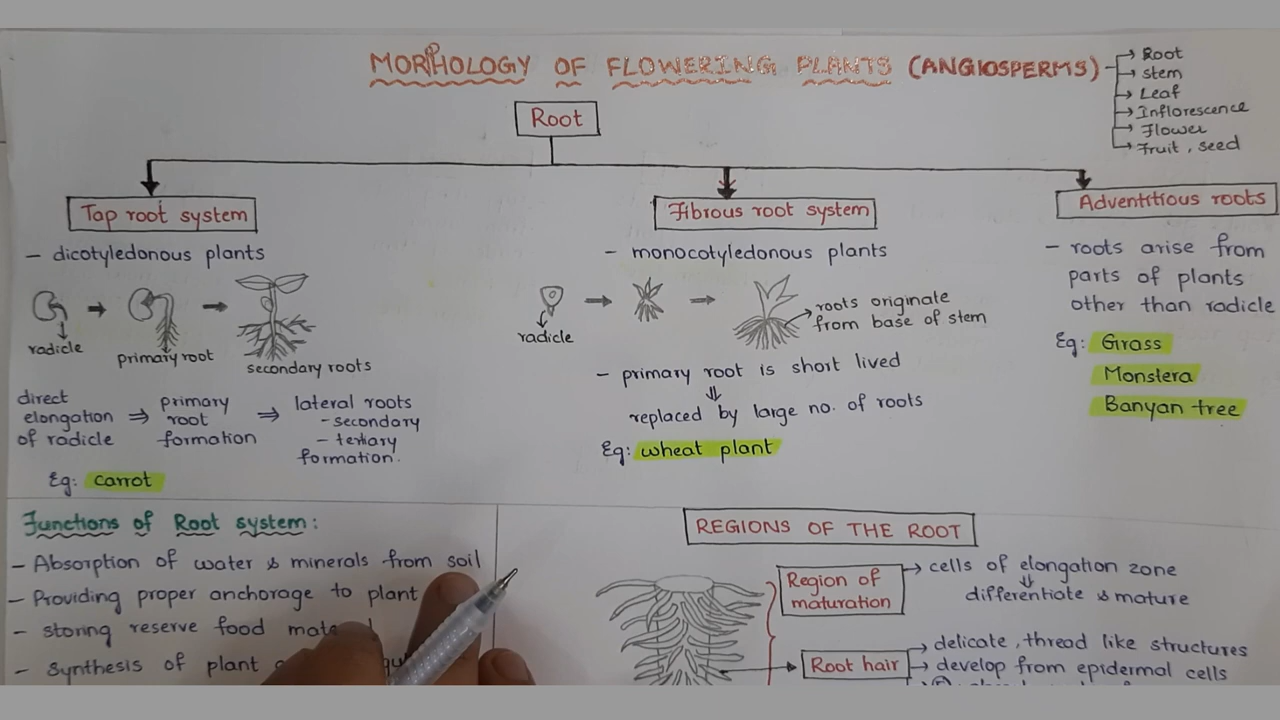 MORPHOLOGY OF FLOWERING PLANTS (ANGIOSPERMS)
Root
stem
Leaf
Inflorescence
Flower
Fruit, seed
Root
Tap root system
- dicotyledonous plants
radicle
primary root
secondary roots
direct elongation of radicle ⇒ primary root formation ⇒ lateral roots
- secondary
- tertiary
formation.
Eg: carrot
Fibrous root system
- monocotyledonous plants
radicle
roots originate
from base of stem
- primary root is short lived
⇓
replaced by large no. of roots
Eg: wheat plant
Adventitious roots
- roots arise from
parts of plants
other than radicle
Eg: Grass
Monstera
Banyan tree
Functions of Root system:
- Absorption of water & minerals from soil
- Providing proper anchorage to plant
- storing reserve food
- synthesis of plant
REGIONS OF THE ROOT
Region of
maturation
cells of elongation zone
⇓
differentiate & mature
Root hair
delicate, thread like structures
develop from epidermal cells